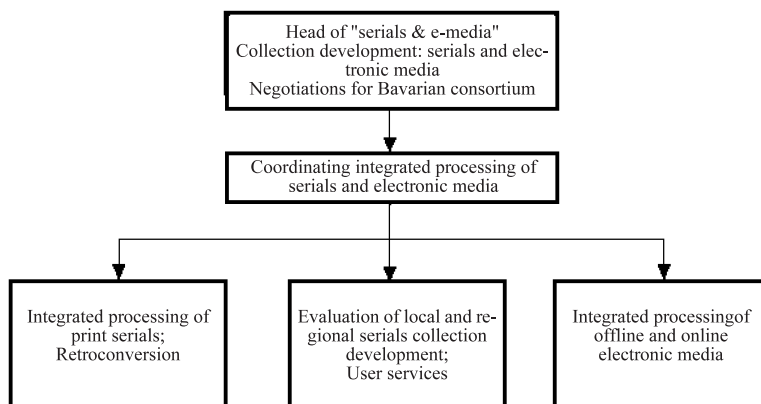 Head of "serials & e-media"
Collection development: serials and elec-
tronic media
Negotiations for Bavarian consortium
Coordinating integrated processing of
serials and electronic media
Integrated processing of
print serials;
Retroconversion
Evaluation of local and re-
gional serials collection
development;
User services
Integrated processingof
offline and online
electronic media